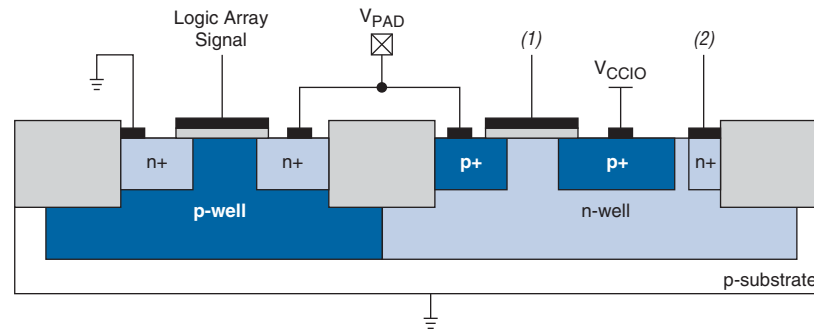 Logic Array
Signal
VPAD
(1)
VCCIO
(2)
n+
n+
p+
p+
n+
p-well
n-well
p-substrate